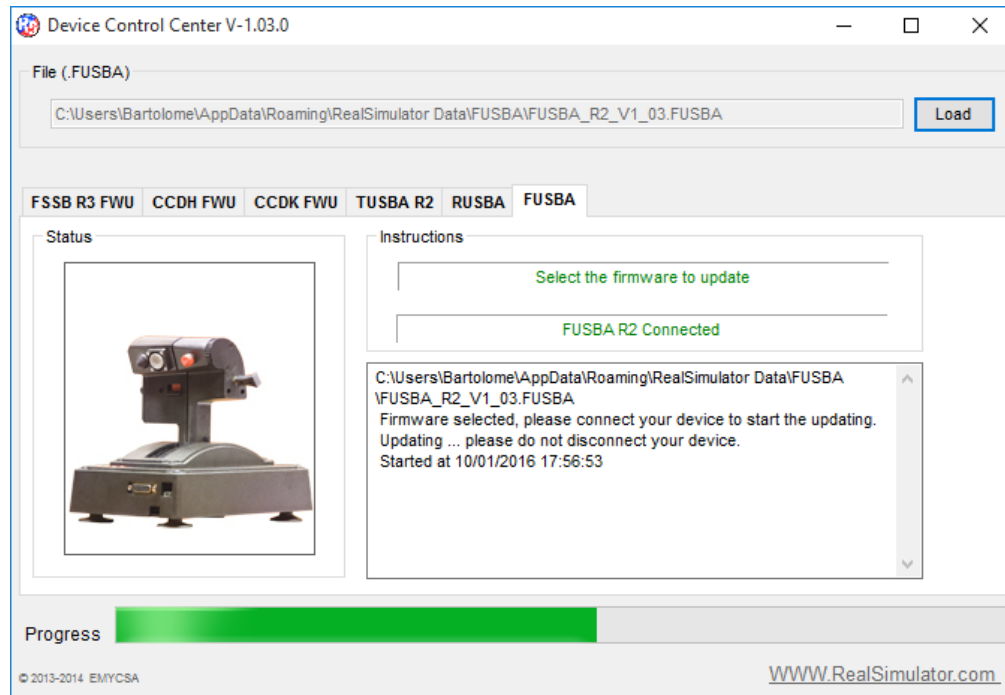 Device Control Center V-1.03.0
File (.FUSBA)
C:\Users\Bartolome\AppData\Roaming\RealSimulator Data\FUSBA\FUSBA_R2_V1_03.FUSBA
Load
FSSB R3 FWU CCDH FWU CCDK FWU TUSBA R2 RUSBA FUSBA
Status
Instructions
Select the firmware to update
FUSBA R2 Connected
C:\Users\Bartolome\AppData\Roaming\RealSimulator Data\FUSBA
\FUSBA_R2_V1_03.FUSBA
Firmware selected, please connect your device to start the updating.
Updating ... please do not disconnect your device.
Started at 10/01/2016 17:56:53
Progress
© 2013-2014 EMYCSA
WWW.RealSimulator.com